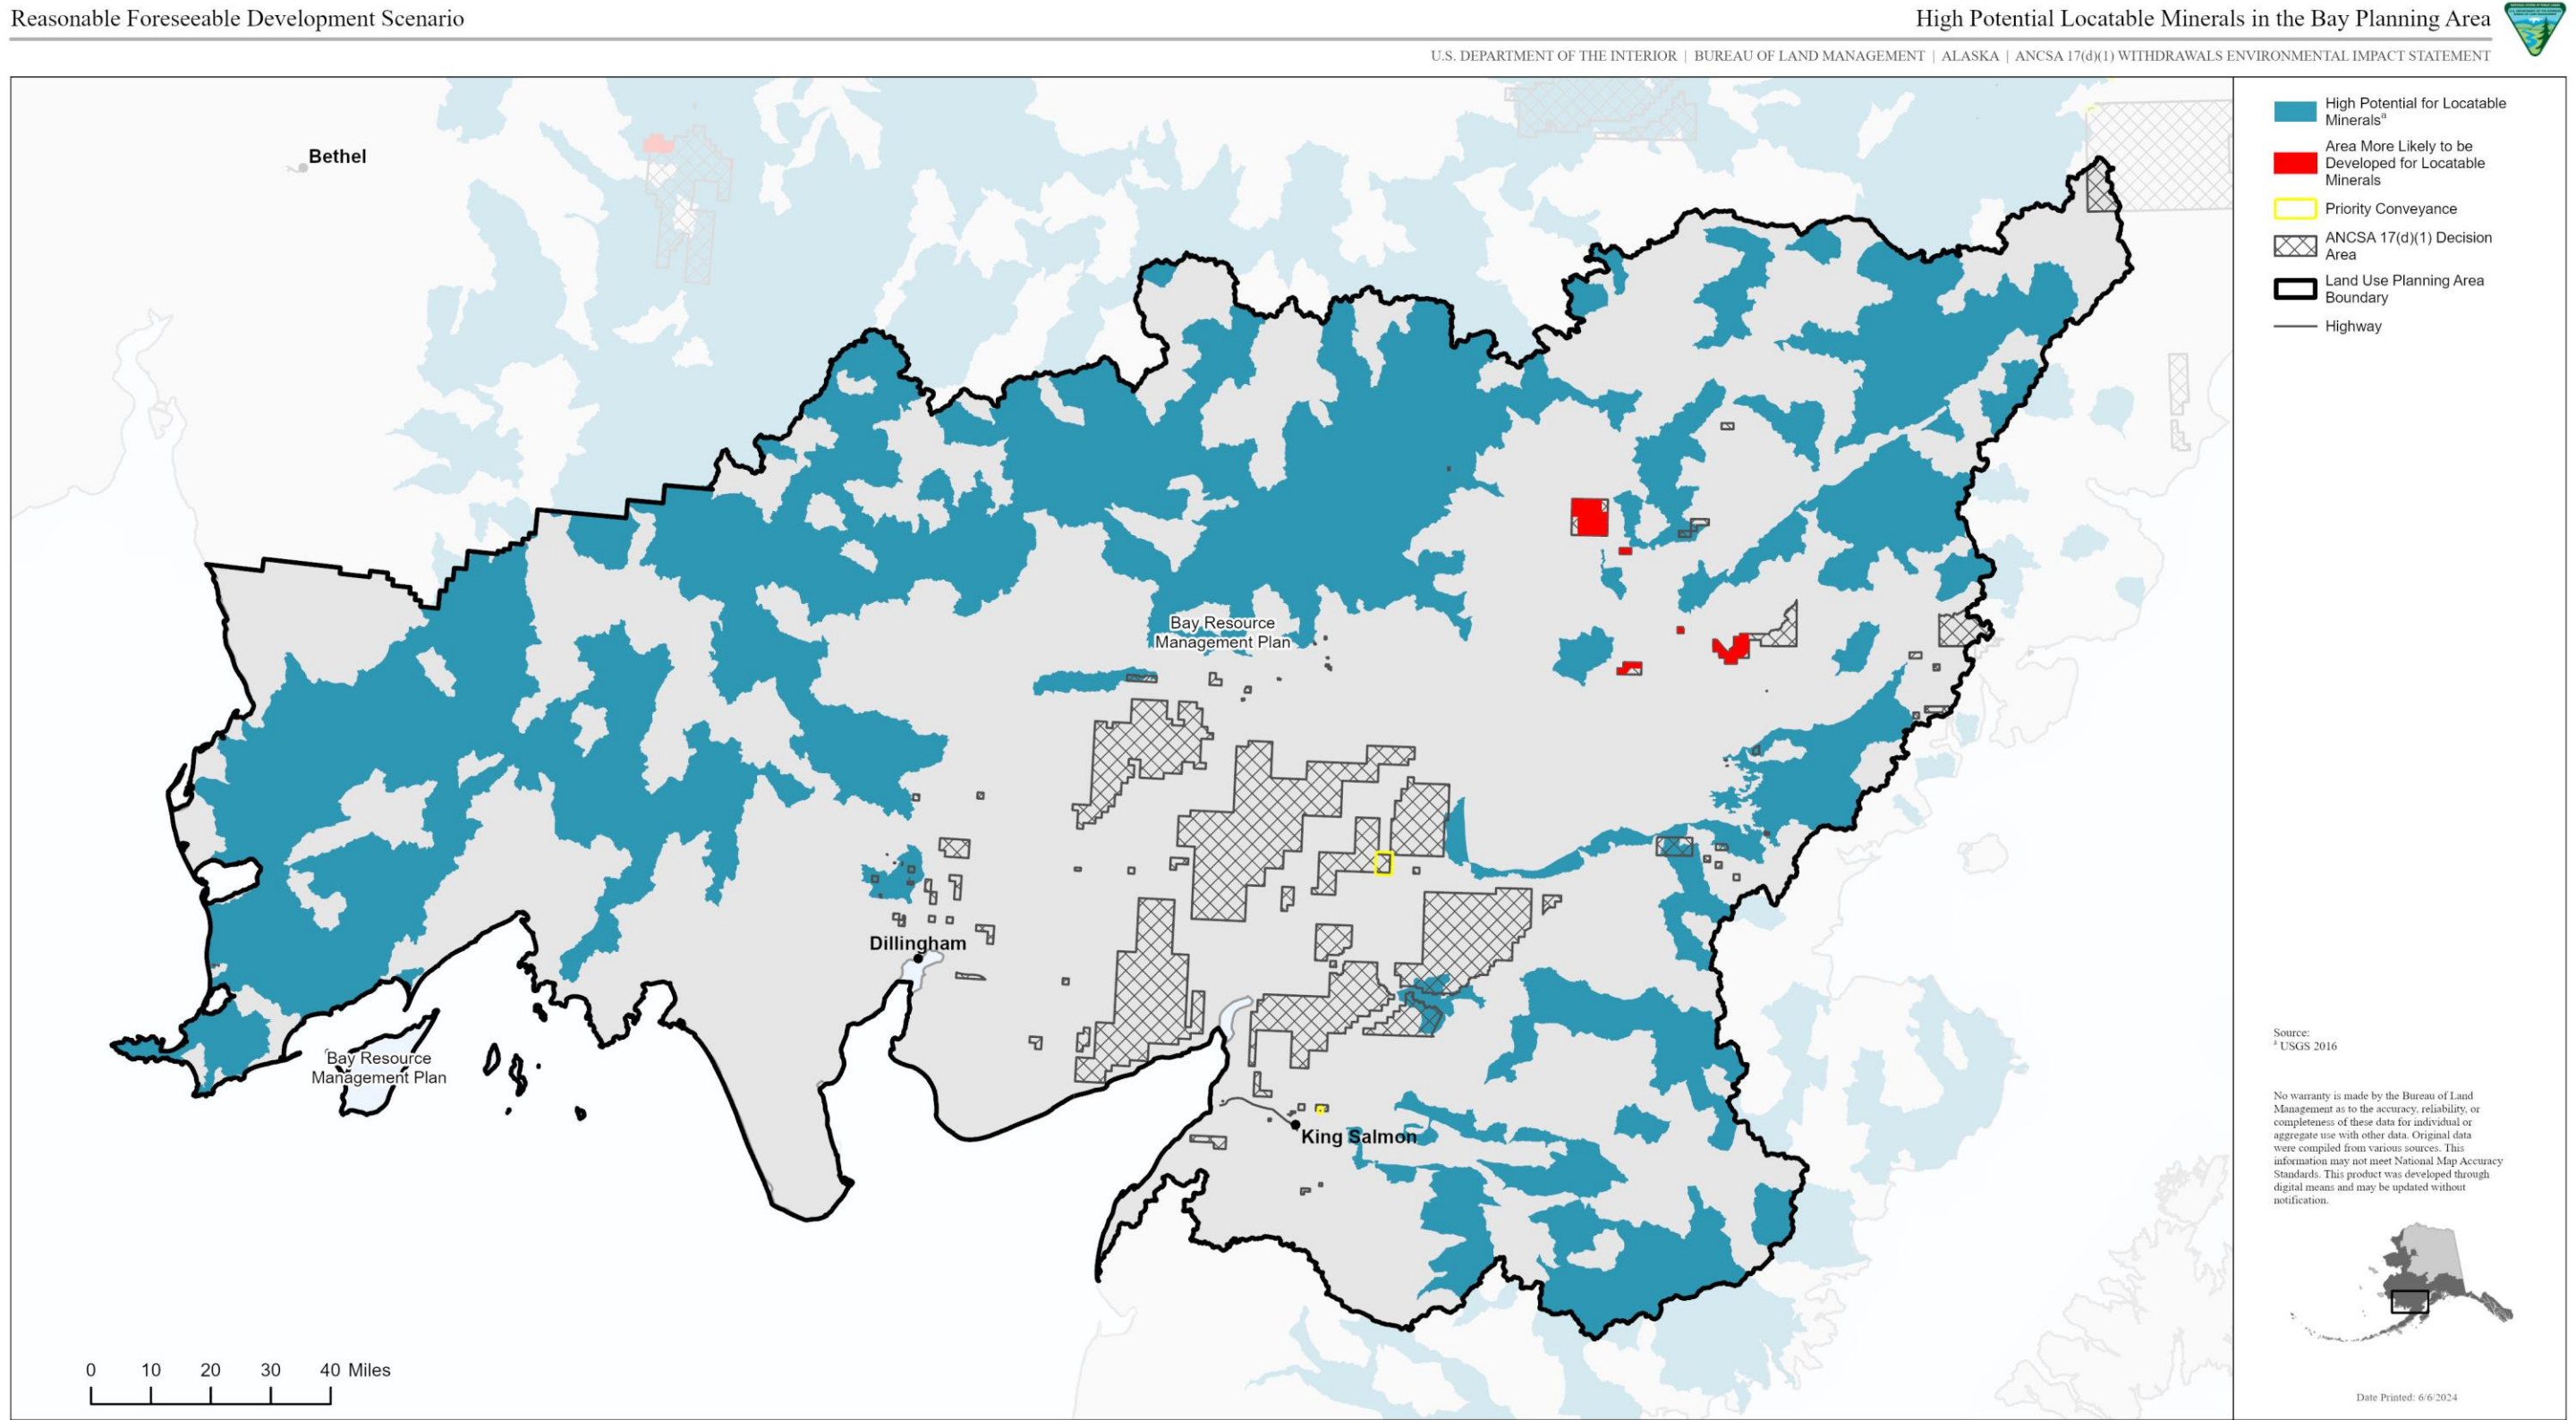 Reasonable Foreseeable Development Scenario
High Potential Locatable Minerals in the Bay Planning Area
U.S. DEPARTMENT OF THE INTERIOR | BUREAU OF LAND MANAGEMENT | ALASKA | ANCSA 17(d)(1) WITHDRAWALS ENVIRONMENTAL IMPACT STATEMENT
High Potential for Locatable
Mineralsᵃ
Area More Likely to be
Developed for Locatable
Minerals
Priority Conveyance
ANCSA 17(d)(1) Decision
Area
Land Use Planning Area
Boundary
Highway
Bethel
Bay Resource
Management Plan
Dillingham
Bay Resource
Management Plan
King Salmon
0 10 20 30 40 Miles
Source:
ᵃ USGS 2016
No warranty is made by the Bureau of Land
Management as to the accuracy, reliability, or
completeness of these data for individual or
aggregate use with other data. Original data
were compiled from various sources. This
information may not meet National Map Accuracy
Standards. This product was developed through
digital means and may be updated without
notification.
Date Printed: 6/6/2024